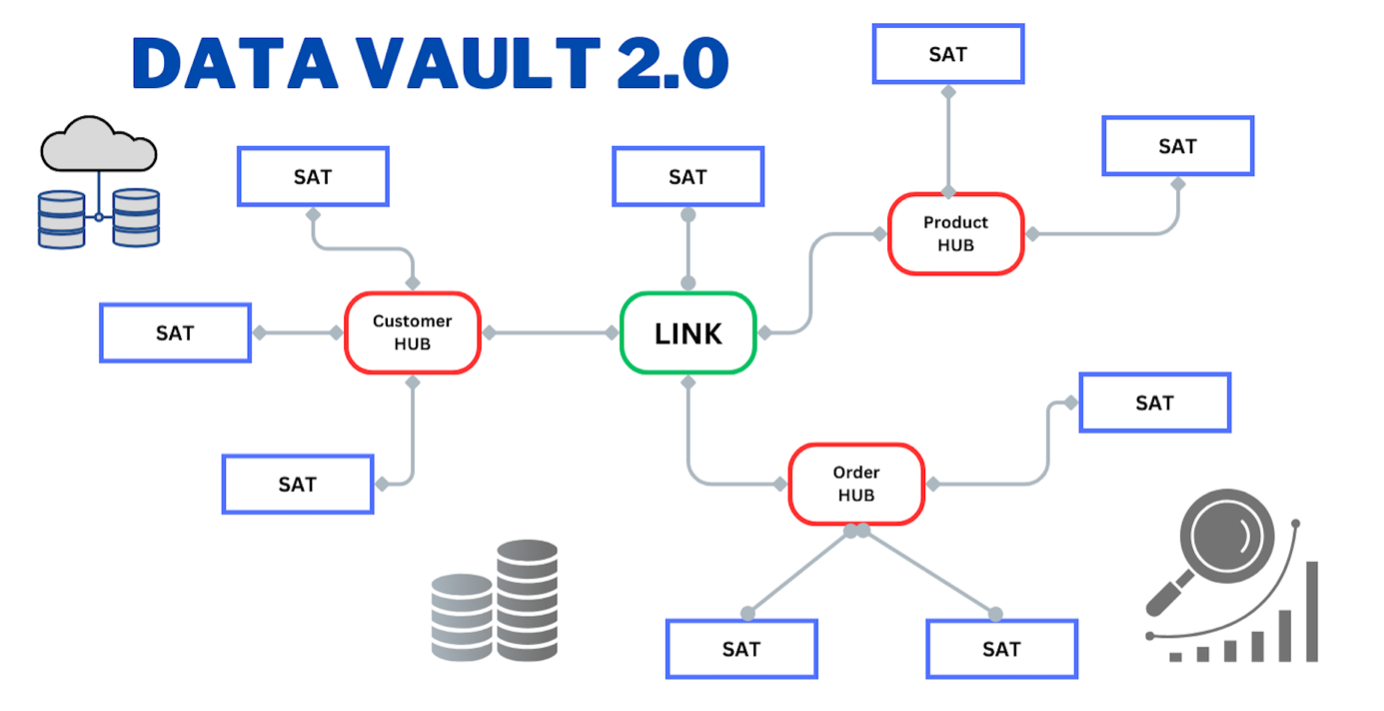 DATA VAULT 2.0
SAT
SAT
SAT
SAT
Product
HUB
SAT
Customer
HUB
LINK
SAT
SAT
Order
HUB
SAT
SAT